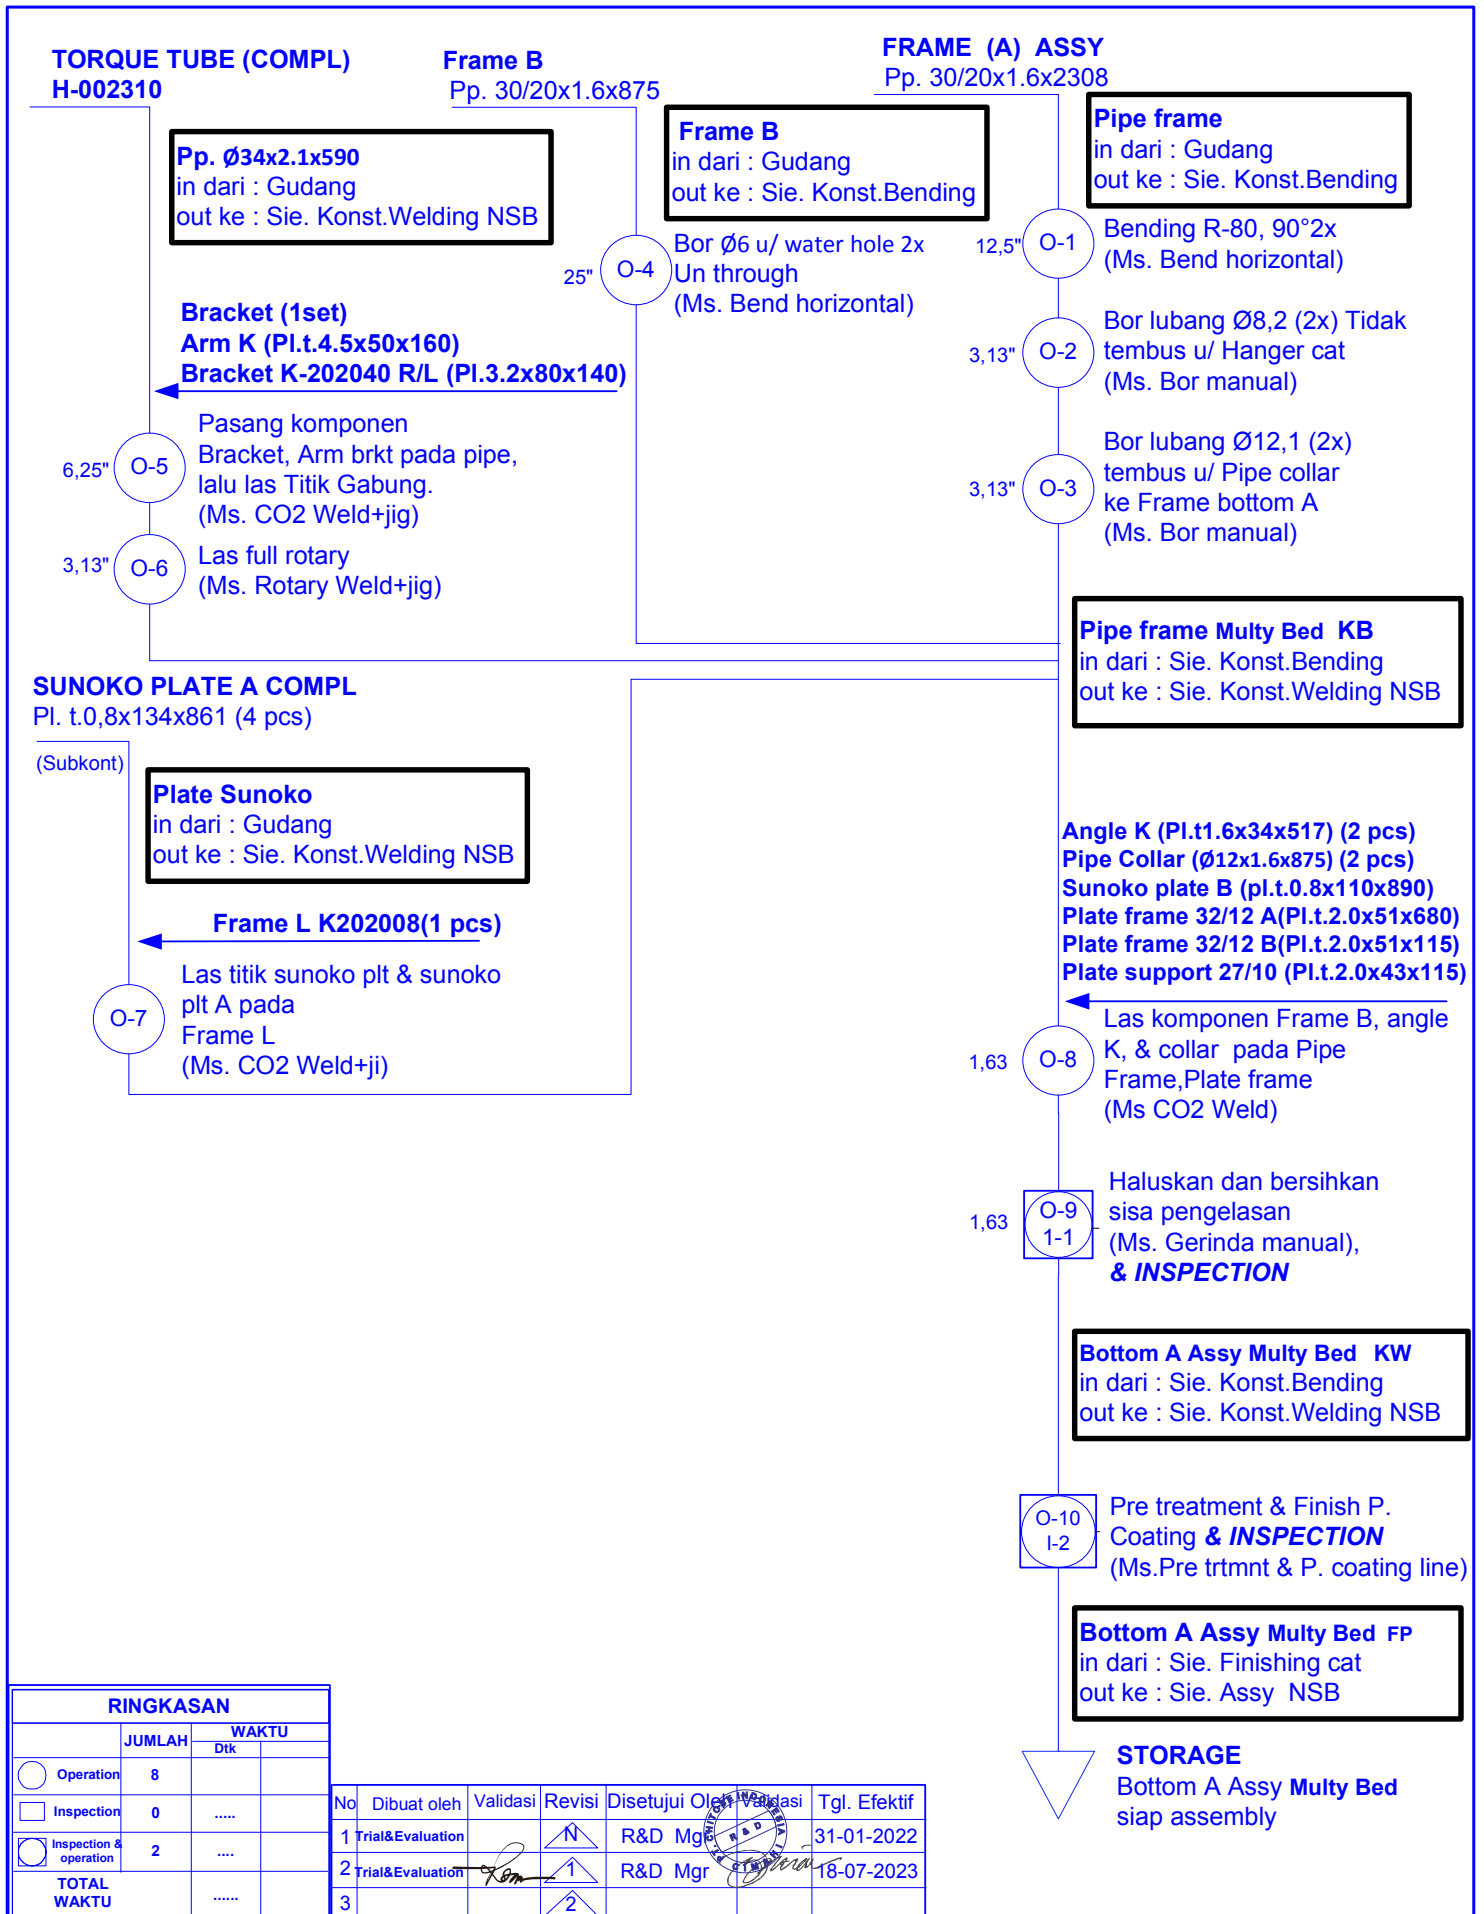 TORQUE TUBE (COMPL)
H-002310
Pp. Ø34x2.1x590
in dari : Gudang
out ke : Sie. Konst.Welding NSB
Bracket (1set)
Arm K (Pl.t.4.5x50x160)
Bracket K-202040 R/L (Pl.3.2x80x140)
6,25"
O-5
Pasang komponen
Bracket, Arm brkt pada pipe,
lalu las Titik Gabung.
(Ms. CO2 Weld+jig)
3,13"
O-6
Las full rotary
(Ms. Rotary Weld+jig)
Frame B
Pp. 30/20x1.6x875
Frame B
in dari : Gudang
out ke : Sie. Konst.Bending
25"
O-4
Bor Ø6 u/ water hole 2x
Un through
(Ms. Bend horizontal)
FRAME (A) ASSY
Pp. 30/20x1.6x2308
Pipe frame
in dari : Gudang
out ke : Sie. Konst.Bending
12,5"
O-1
Bending R-80, 90°2x
(Ms. Bend horizontal)
3,13"
O-2
Bor lubang Ø8,2 (2x) Tidak
tembus u/ Hanger cat
(Ms. Bor manual)
3,13"
O-3
Bor lubang Ø12,1 (2x)
tembus u/ Pipe collar
ke Frame bottom A
(Ms. Bor manual)
Pipe frame Multy Bed KB
in dari : Sie. Konst.Bending
out ke : Sie. Konst.Welding NSB
SUNOKO PLATE A COMPL
Pl. t.0,8x134x861 (4 pcs)
(Subkont)
Plate Sunoko
in dari : Gudang
out ke : Sie. Konst.Welding NSB
Frame L K202008(1 pcs)
O-7
Las titik sunoko plt & sunoko
plt A pada
Frame L
(Ms. CO2 Weld+ji)
Angle K (Pl.t1.6x34x517) (2 pcs)
Pipe Collar (Ø12x1.6x875) (2 pcs)
Sunoko plate B (pl.t.0.8x110x890)
Plate frame 32/12 A(Pl.t.2.0x51x680)
Plate frame 32/12 B(Pl.t.2.0x51x115)
Plate support 27/10 (Pl.t.2.0x43x115)
1,63
O-8
Las komponen Frame B, angle
K, & collar pada Pipe
Frame,Plate frame
(Ms CO2 Weld)
1,63
O-9
1-1
Haluskan dan bersihkan
sisa pengelasan
(Ms. Gerinda manual),
& INSPECTION
Bottom A Assy Multy Bed KW
in dari : Sie. Konst.Bending
out ke : Sie. Konst.Welding NSB
O-10
I-2
Pre treatment & Finish P.
Coating & INSPECTION
(Ms.Pre trtmnt & P. coating line)
Bottom A Assy Multy Bed FP
in dari : Sie. Finishing cat
out ke : Sie. Assy NSB
STORAGE
Bottom A Assy Multy Bed
siap assembly
RINGKASAN
JUMLAH WAKTU
Dtk
Operation 8
Inspection 0 .....
Inspection & operation 2 ....
TOTAL WAKTU ......
No Dibuat oleh Validasi Revisi Disetujui Oleh Validasi Tgl. Efektif
1 Trial&Evaluation N R&D Mgr 31-01-2022
2 Trial&Evaluation 1 R&D Mgr 18-07-2023
3 2
R & D